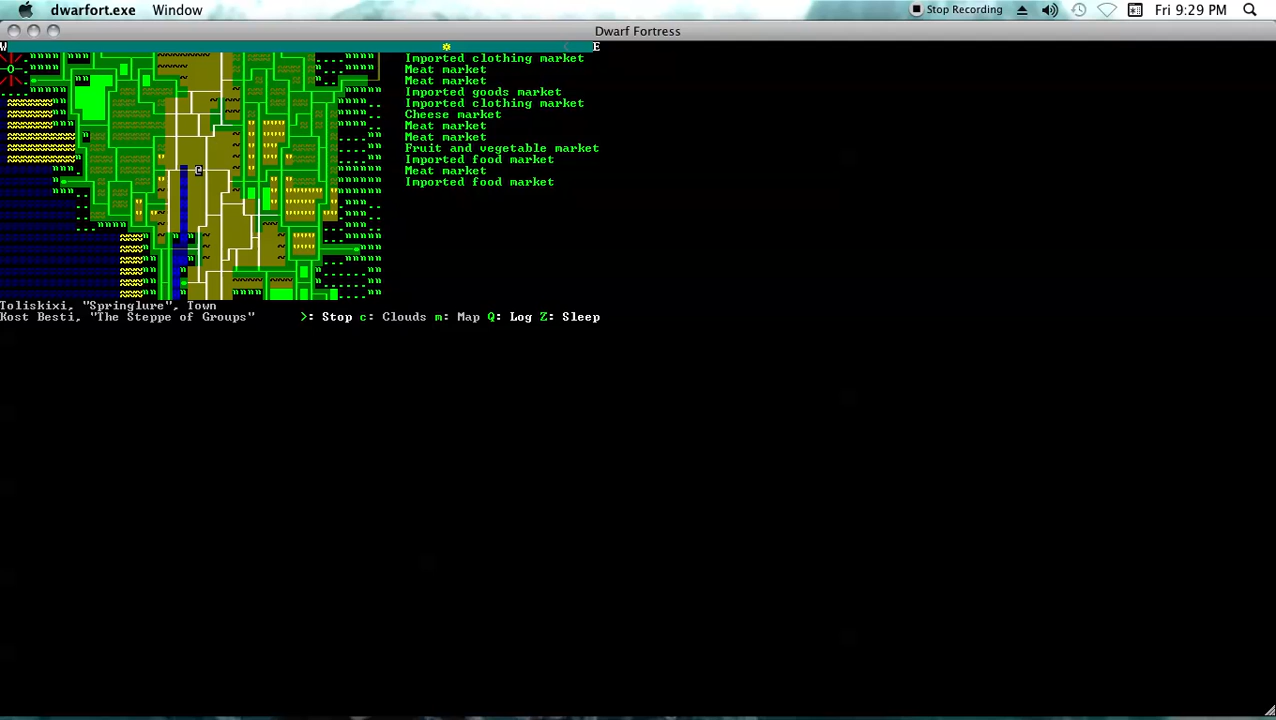 dwarfort.exe Window Stop Recording Fri 9:29 PM
Dwarf Fortress
W E
Imported clothing market
Meat market
Meat market
Imported goods market
Imported clothing market
Cheese market
Meat market
Meat market
Fruit and vegetable market
Imported food market
Meat market
Imported food market
Toliskixi, "Springlure", Town
Kost Besti, "The Steppe of Groups" >: Stop c: Clouds m: Map Q: Log Z: Sleep